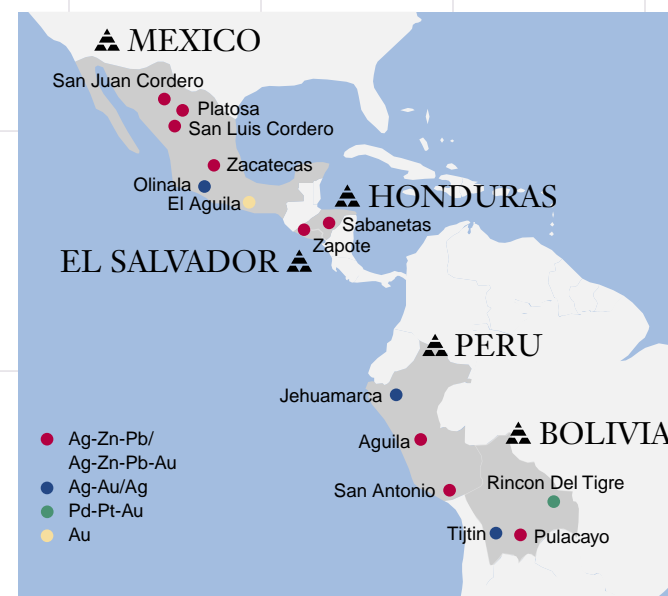 MEXICO
San Juan Cordero
Platosa
San Luis Cordero
Zacatecas
Olinala
El Aguila
HONDURAS
Sabanetas
Zapote
EL SALVADOR
PERU
Jehuamarca
Aguila
BOLIVIA
San Antonio
Rincon Del Tigre
Tijtin
Pulacayo
Ag-Zn-Pb/
Ag-Zn-Pb-Au
Ag-Au/Ag
Pd-Pt-Au
Au